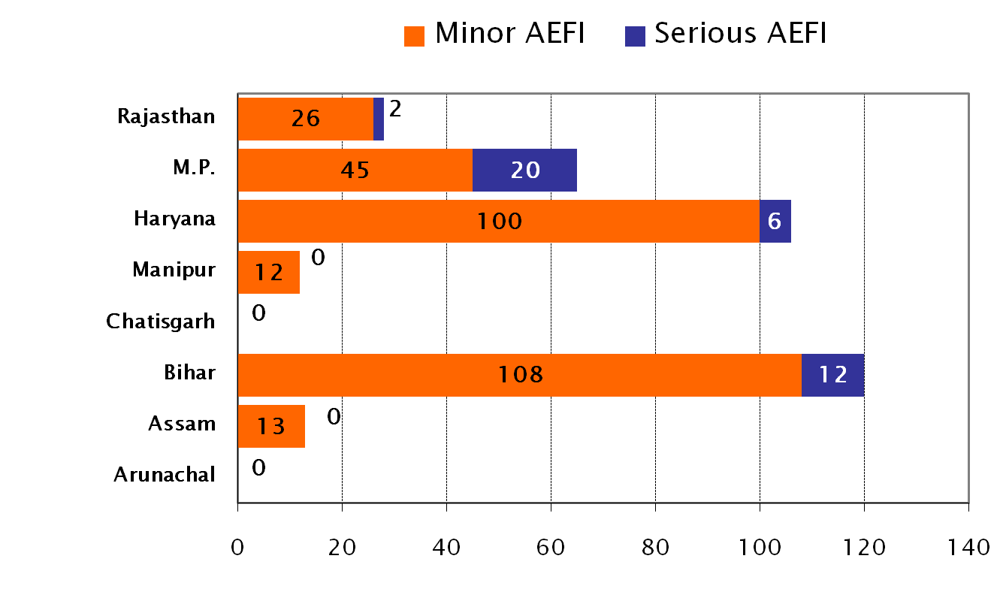 Minor AEFI Serious AEFI
Rajasthan 26 2
M.P. 45 20
Haryana 100 6
Manipur 12 0
Chatisgarh 0
Bihar 108 12
Assam 13 0
Arunachal 0
0 20 40 60 80 100 120 140